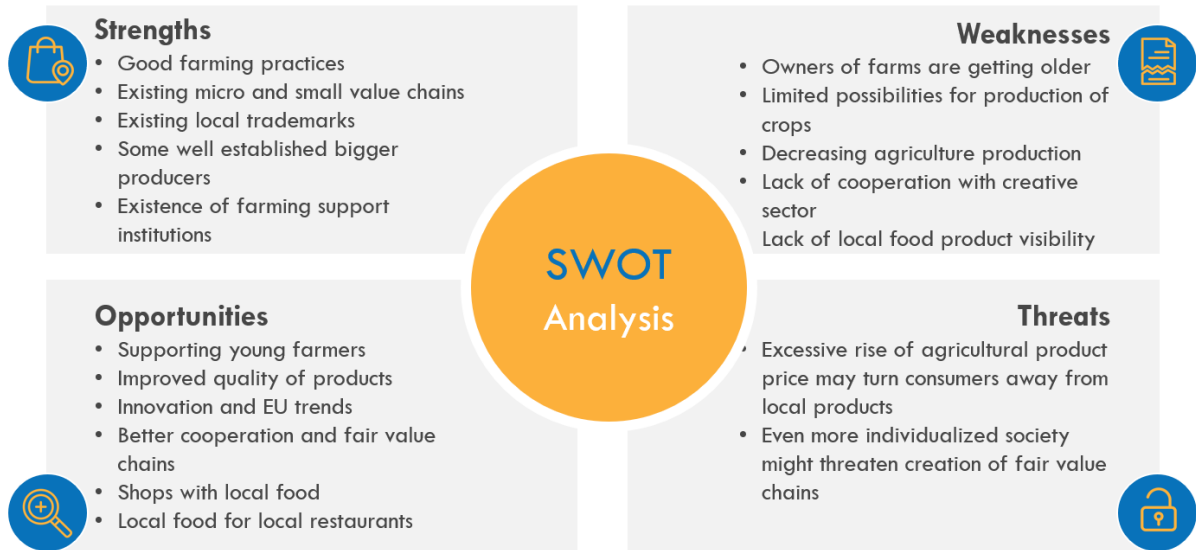 Strengths
• Good farming practices
• Existing micro and small value chains
• Existing local trademarks
• Some well established bigger
producers
• Existence of farming support
institutions
Weaknesses
• Owners of farms are getting older
• Limited possibilities for production of
crops
• Decreasing agriculture production
• Lack of cooperation with creative
sector
Lack of local food product visibility
SWOT
Analysis
Opportunities
• Supporting young farmers
• Improved quality of products
• Innovation and EU trends
• Better cooperation and fair value
chains
• Shops with local food
• Local food for local restaurants
Threats
• Excessive rise of agricultural product
price may turn consumers away from
local products
• Even more individualized society
might threaten creation of fair value
chains